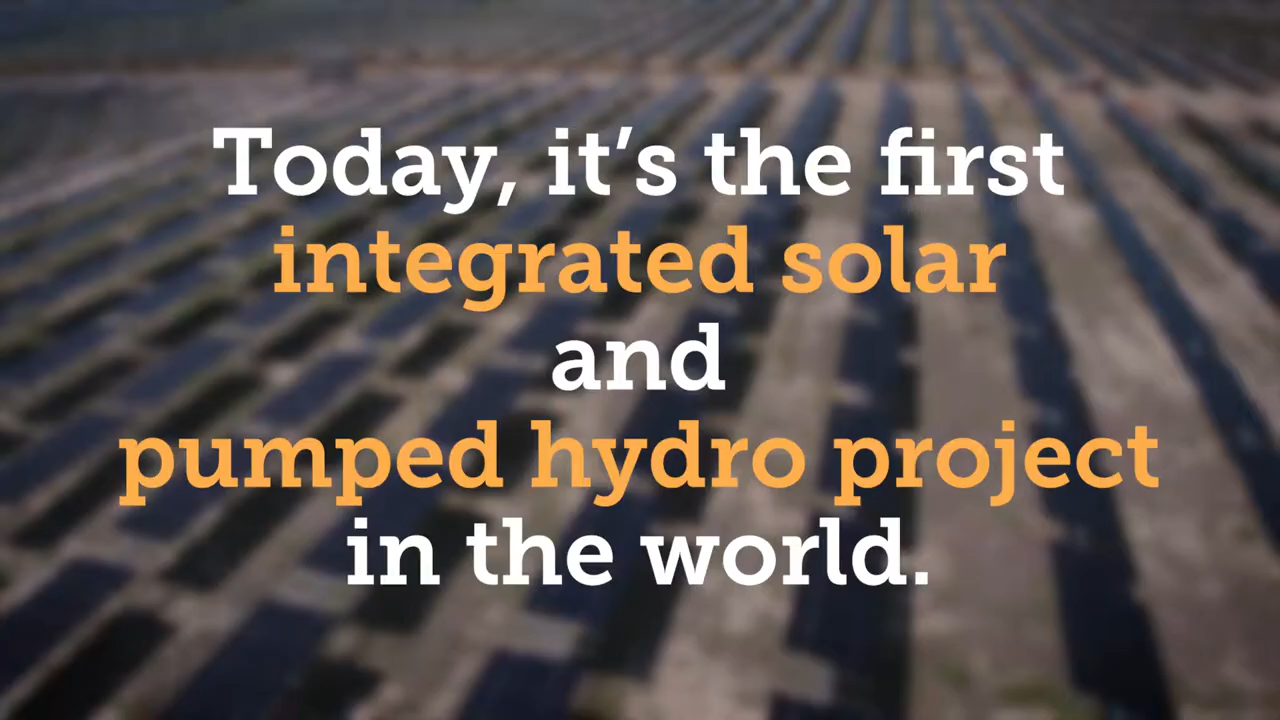 Today, it’s the first
integrated solar
and
pumped hydro project
in the world.